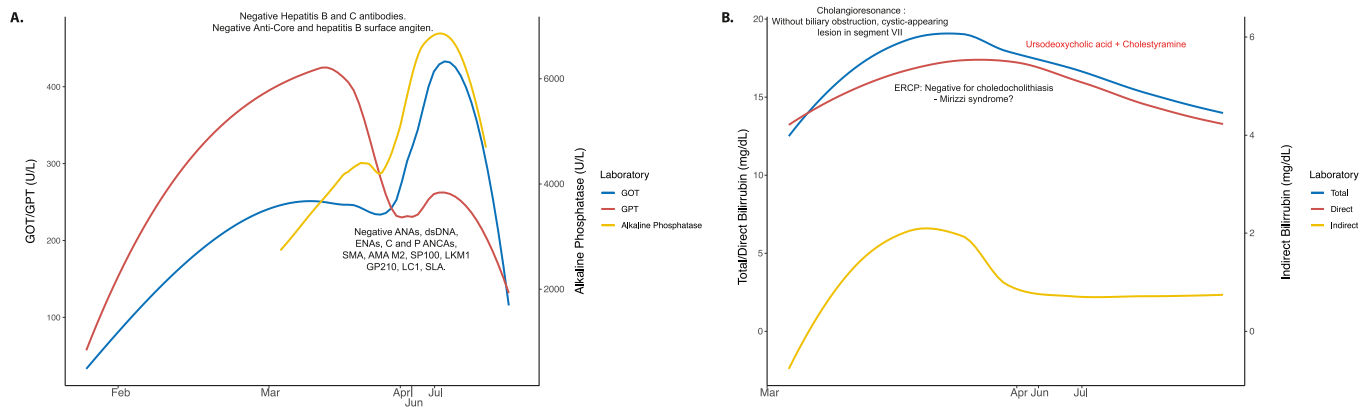 A.
Negative Hepatitis B and C antibodies.
Negative Anti-Core and hepatitis B surface angiten.
400
300
200
100
GOT/GPT (U/L)
Feb
Mar
Apr
Jun
Jul
6000
4000
2000
Alkaline Phosphatase (U/L)
Negative ANAs, dsDNA,
ENAs, C and P ANCAs,
SMA, AMA M2, SP100, LKM1
GP210, LC1, SLA.
Laboratory
GOT
GPT
Alkaline Phosphatase
B.
Cholangioresonance :
Without biliary obstruction, cystic-appearing
lesion in segment VII
Ursodeoxycholic acid + Cholestyramine
ERCP: Negative for choledocholithiasis
- Mirizzi syndrome?
20
15
10
5
0
Total/Direct Bilirrubin (mg/dL)
Mar
Apr Jun
Jul
6
4
2
0
Indirect Bilirrubin (mg/dL)
Laboratory
Total
Direct
Indirect